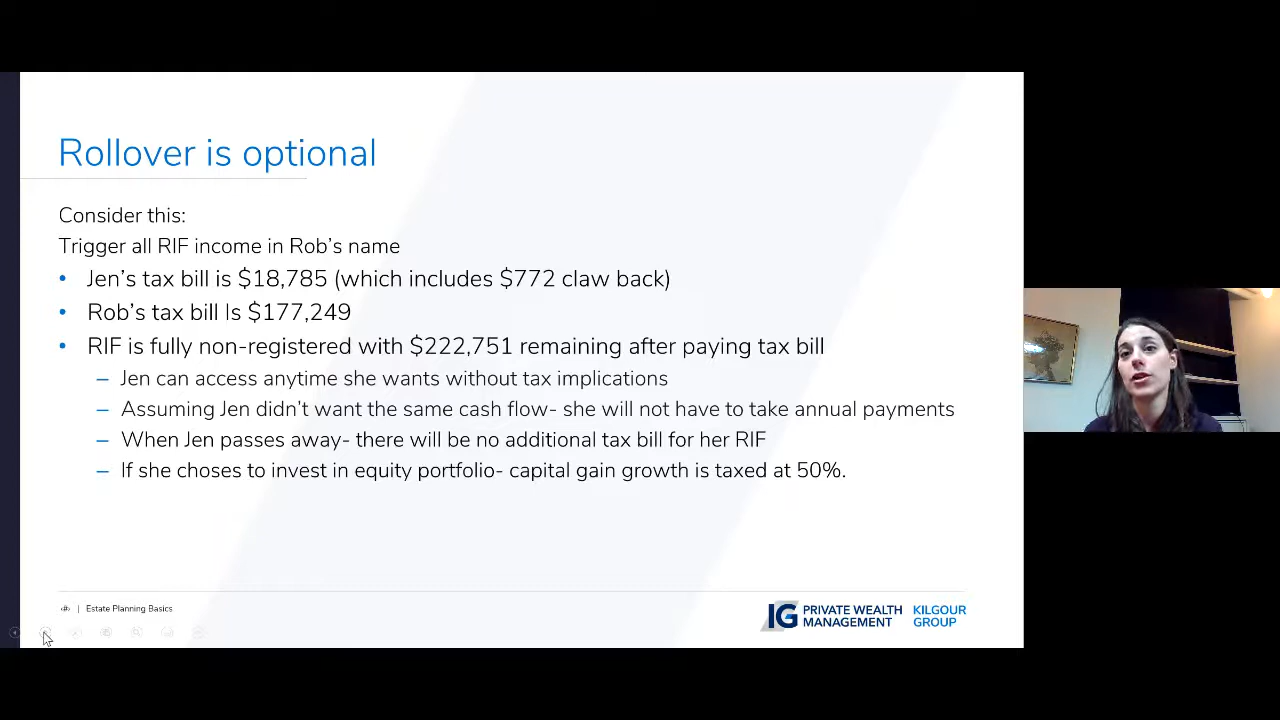 Rollover is optional
Consider this:
Trigger all RIF income in Rob's name
• Jen's tax bill is $18,785 (which includes $772 claw back)
• Rob's tax bill Is $177,249
• RIF is fully non-registered with $222,751 remaining after paying tax bill
– Jen can access anytime she wants without tax implications
– Assuming Jen didn't want the same cash flow- she will not have to take annual payments
– When Jen passes away- there will be no additional tax bill for her RIF
– If she choses to invest in equity portfolio- capital gain growth is taxed at 50%.
| Estate Planning Basics
IG PRIVATE WEALTH MANAGEMENT
KILGOUR GROUP